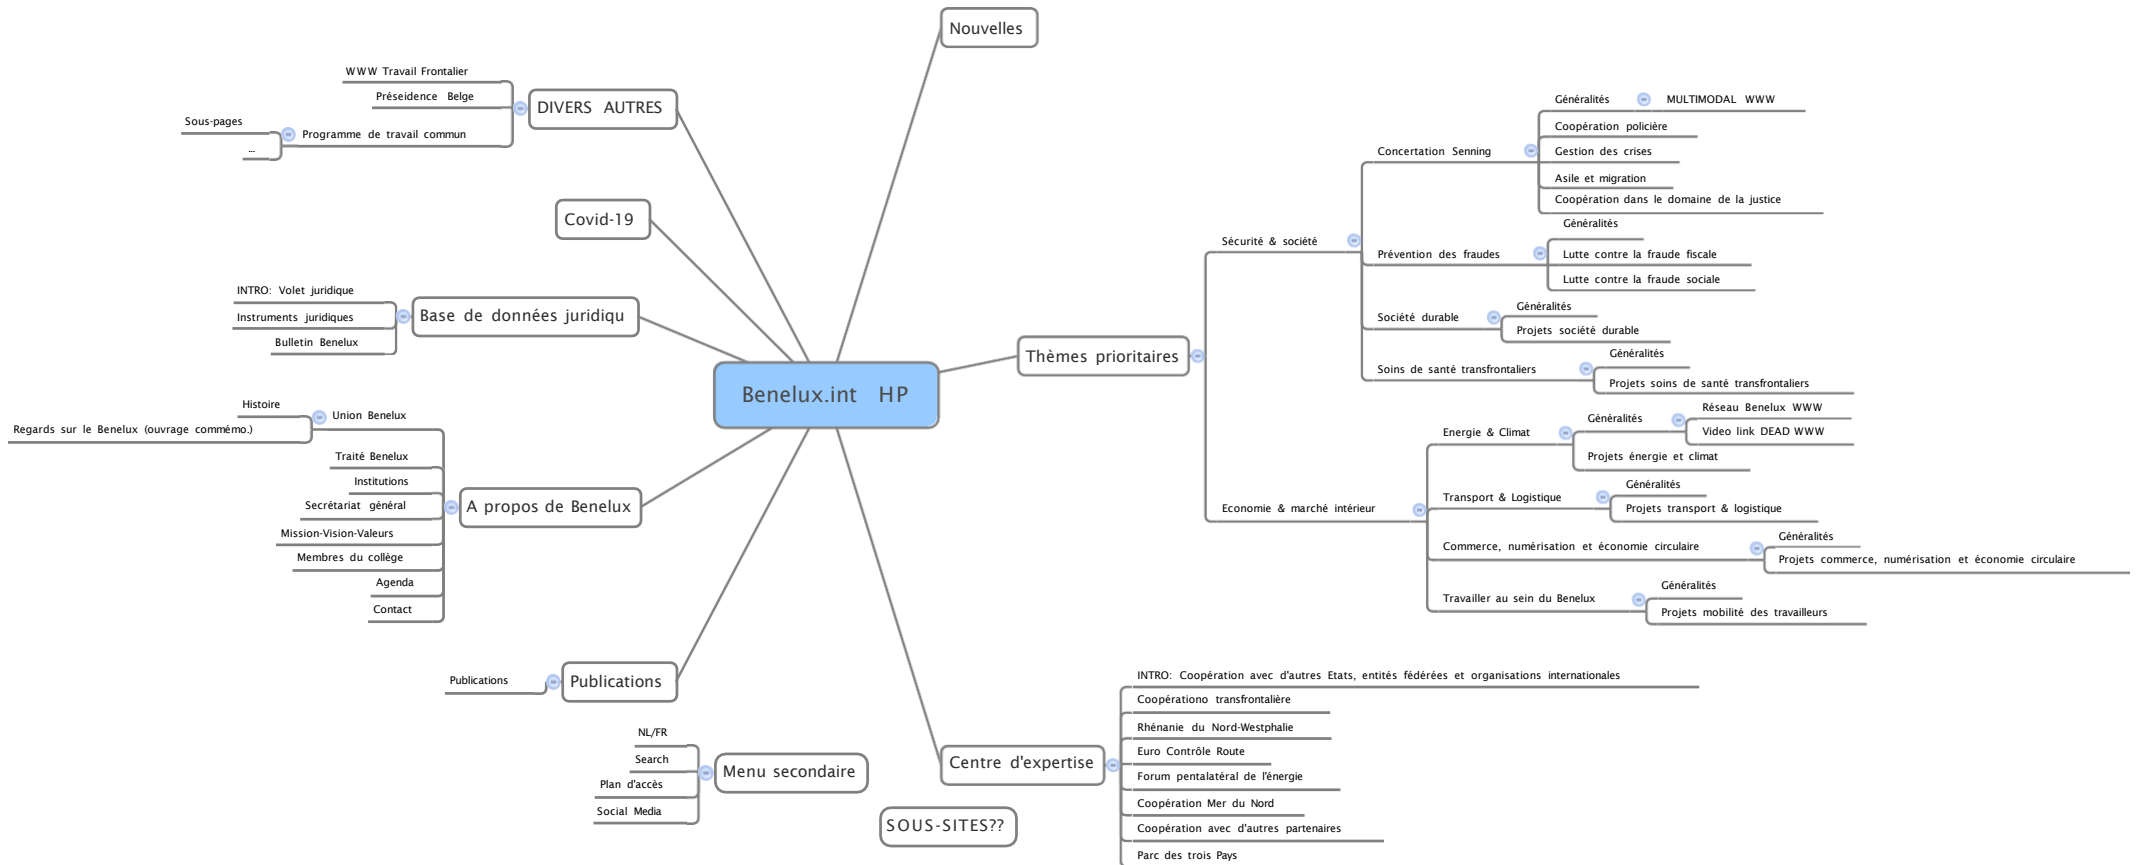 Nouvelles
WWW Travail Frontalier
Préseidence Belge
DIVERS AUTRES
Sous-pages
...
Programme de travail commun
Covid-19
INTRO: Volet juridique
Instruments juridiques
Bulletin Benelux
Base de données juridiqu
Benelux.int HP
Histoire
Regards sur le Benelux (ouvrage commémo.)
Union Benelux
Traité Benelux
Institutions
Secrétariat général
Mission-Vision-Valeurs
Membres du collège
Agenda
Contact
A propos de Benelux
Publications
Publications
NL/FR
Search
Plan d'accès
Social Media
Menu secondaire
SOUS-SITES??
Thèmes prioritaires
Sécurité & société
Concertation Senning
Généralités
MULTIMODAL WWW
Coopération policière
Gestion des crises
Asile et migration
Coopération dans le domaine de la justice
Prévention des fraudes
Généralités
Lutte contre la fraude fiscale
Lutte contre la fraude sociale
Société durable
Généralités
Projets société durable
Soins de santé transfrontaliers
Généralités
Projets soins de santé transfrontaliers
Economie & marché intérieur
Energie & Climat
Généralités
Réseau Benelux WWW
Video link DEAD WWW
Projets énergie et climat
Transport & Logistique
Généralités
Projets transport & logistique
Commerce, numérisation et économie circulaire
Généralités
Projets commerce, numérisation et économie circulaire
Travailler au sein du Benelux
Généralités
Projets mobilité des travailleurs
Centre d'expertise
INTRO: Coopération avec d'autres Etats, entités fédérées et organisations internationales
Coopérationo transfrontalière
Rhénanie du Nord-Westphalie
Euro Contrôle Route
Forum pentalatéral de l'énergie
Coopération Mer du Nord
Coopération avec d'autres partenaires
Parc des trois Pays